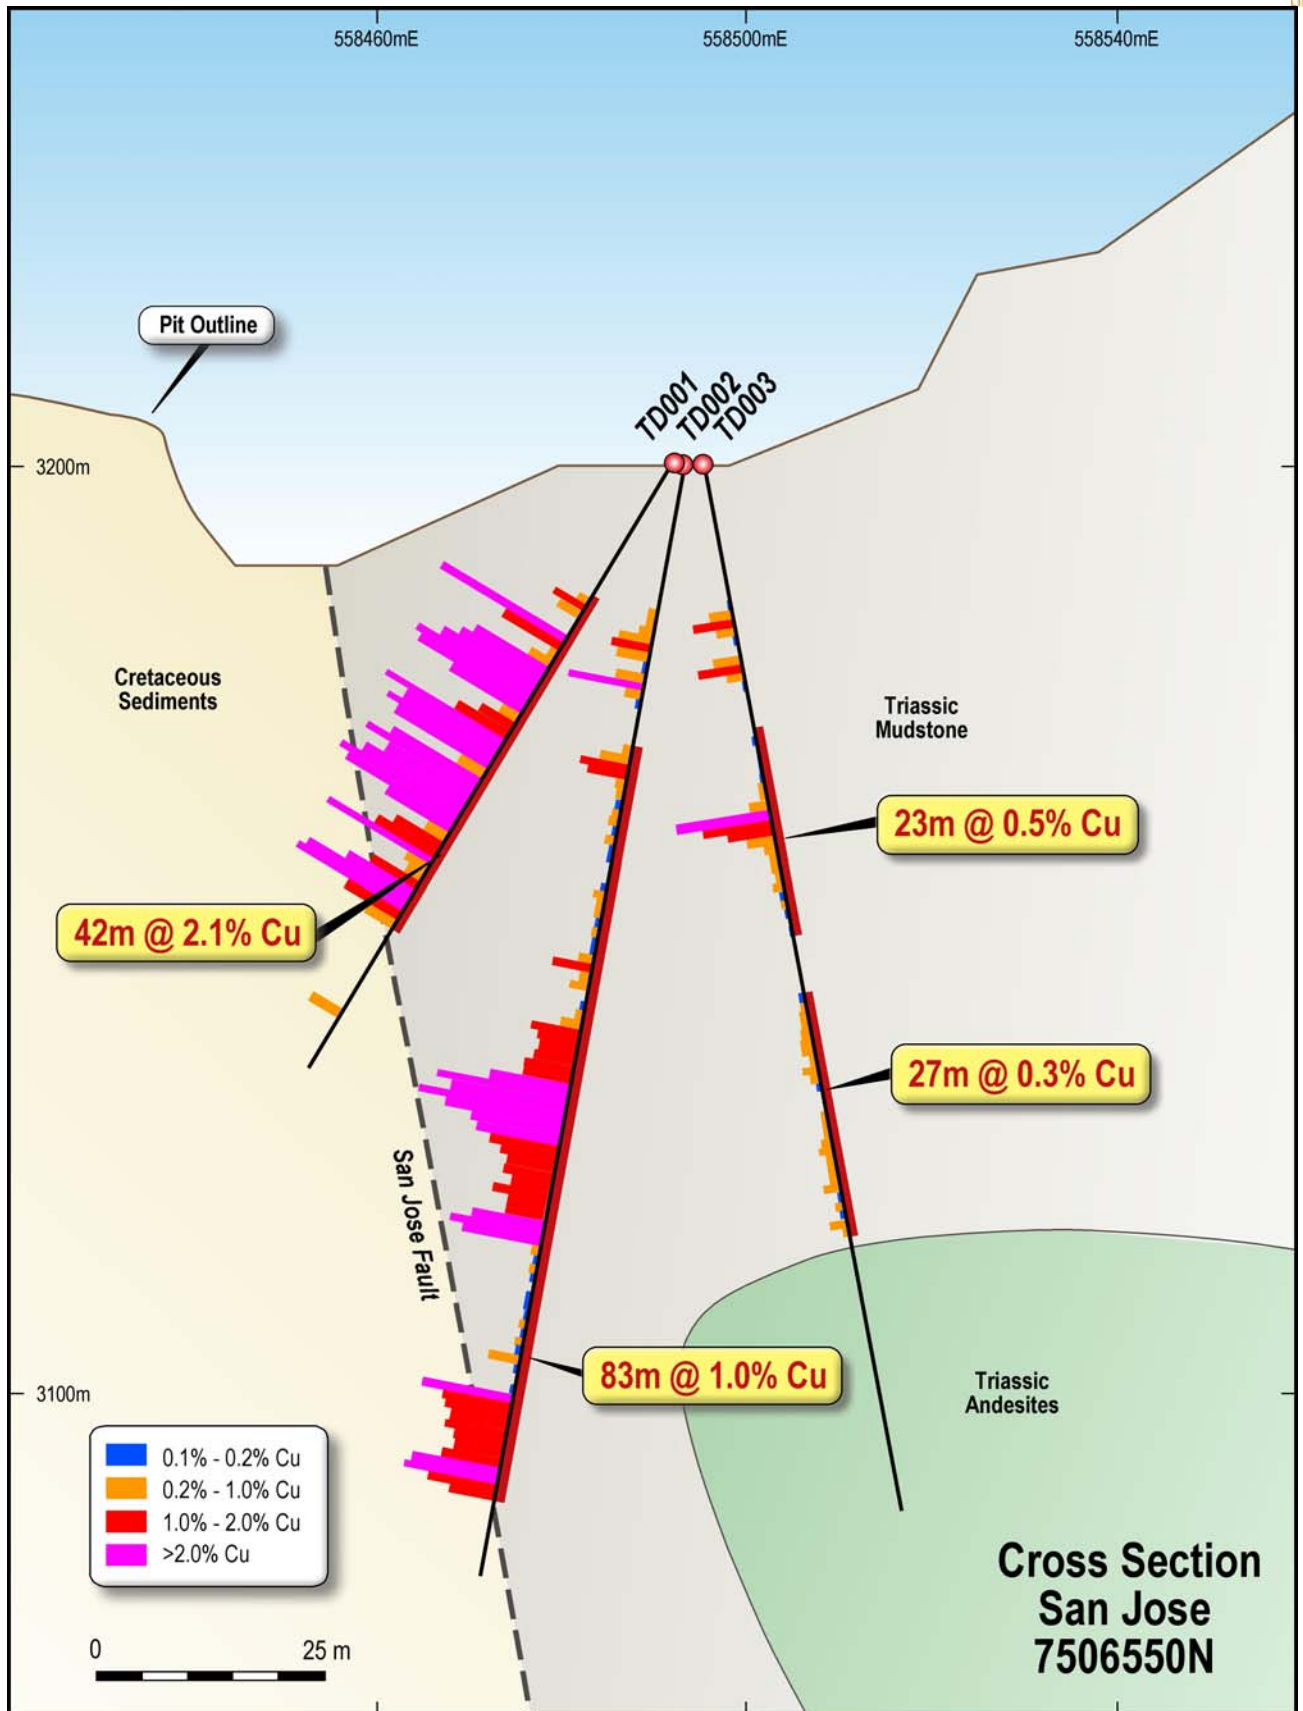 558460mE
558500mE
558540mE
Pit Outline
TD001
TD002
TD003
3200m
Cretaceous
Sediments
Triassic
Mudstone
23m @ 0.5% Cu
42m @ 2.1% Cu
27m @ 0.3% Cu
San Jose Fault
83m @ 1.0% Cu
3100m
Triassic
Andesites
0.1% - 0.2% Cu
0.2% - 1.0% Cu
1.0% - 2.0% Cu
>2.0% Cu
0
25 m
Cross Section
San Jose
7506550N